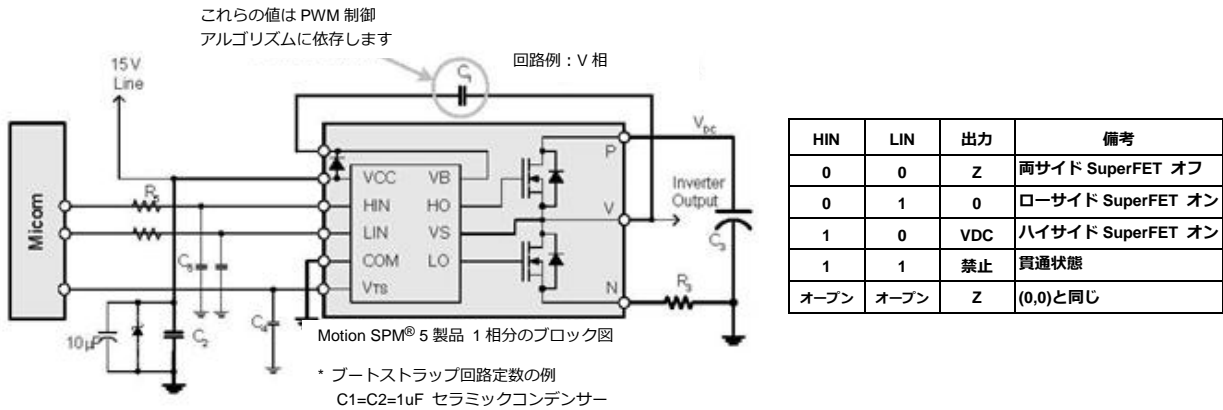 これらの値は PWM 制御
アルゴリズムに依存します
回路例：V 相
15 V
Line
C1
VDC
P
VCC
VB
R5
HIN
HO
Inverter
Output
V
Micom
LIN
VS
C5
COM
LO
C3
VTS
N
R3
10 μF
C2
C4
Motion SPM® 5 製品 1 相分のブロック図
* ブートストラップ回路定数の例
C1=C2=1uF セラミックコンデンサー
HIN LIN 出力 備考
0 0 Z 両サイド SuperFET オフ
0 1 0 ローサイド SuperFET オン
1 0 VDC ハイサイド SuperFET オン
1 1 禁止 貫通状態
オープン オープン Z (0,0)と同じ